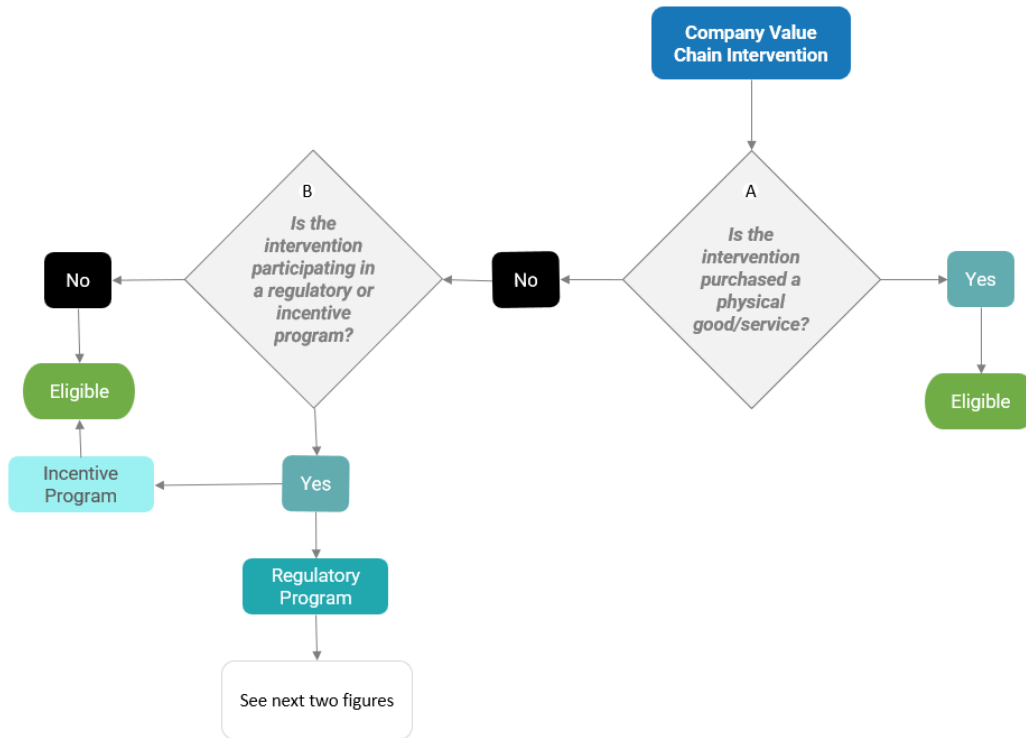 Company Value
Chain Intervention
A
Is the
intervention
purchased a
physical
good/service?
Yes
Eligible
No
B
Is the
intervention
participating in
a regulatory or
incentive
program?
No
Eligible
Yes
Incentive
Program
Regulatory
Program
See next two figures